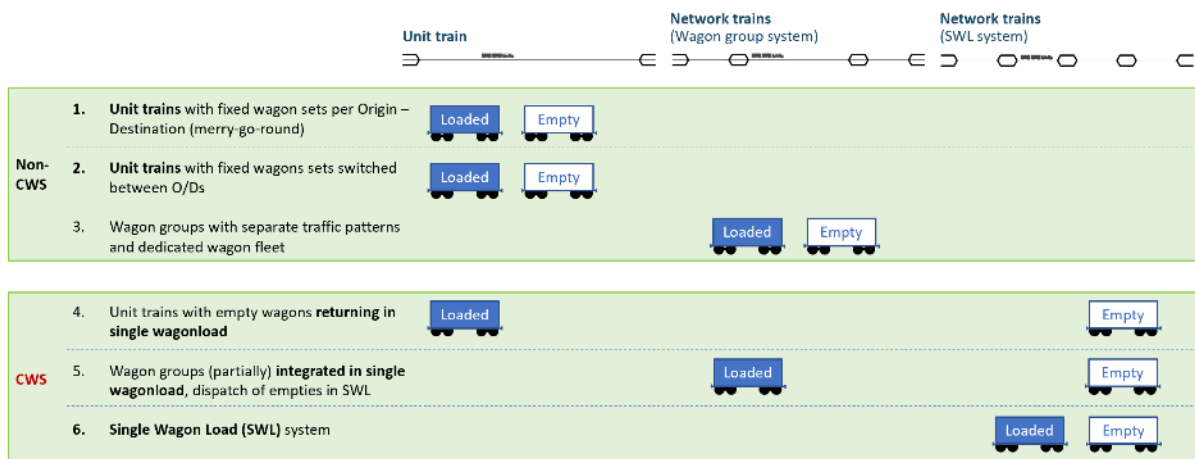 Unit train
Network trains
(Wagon group system)
Network trains
(SWL system)
Non-
CWS
1. Unit trains with fixed wagon sets per Origin –
Destination (merry-go-round)
Loaded
Empty
2. Unit trains with fixed wagons sets switched
between O/Ds
Loaded
Empty
3. Wagon groups with separate traffic patterns
and dedicated wagon fleet
Loaded
Empty
CWS
4. Unit trains with empty wagons returning in
single wagonload
Loaded
Empty
5. Wagon groups (partially) integrated in single
wagonload, dispatch of empties in SWL
Loaded
Empty
6. Single Wagon Load (SWL) system
Loaded
Empty